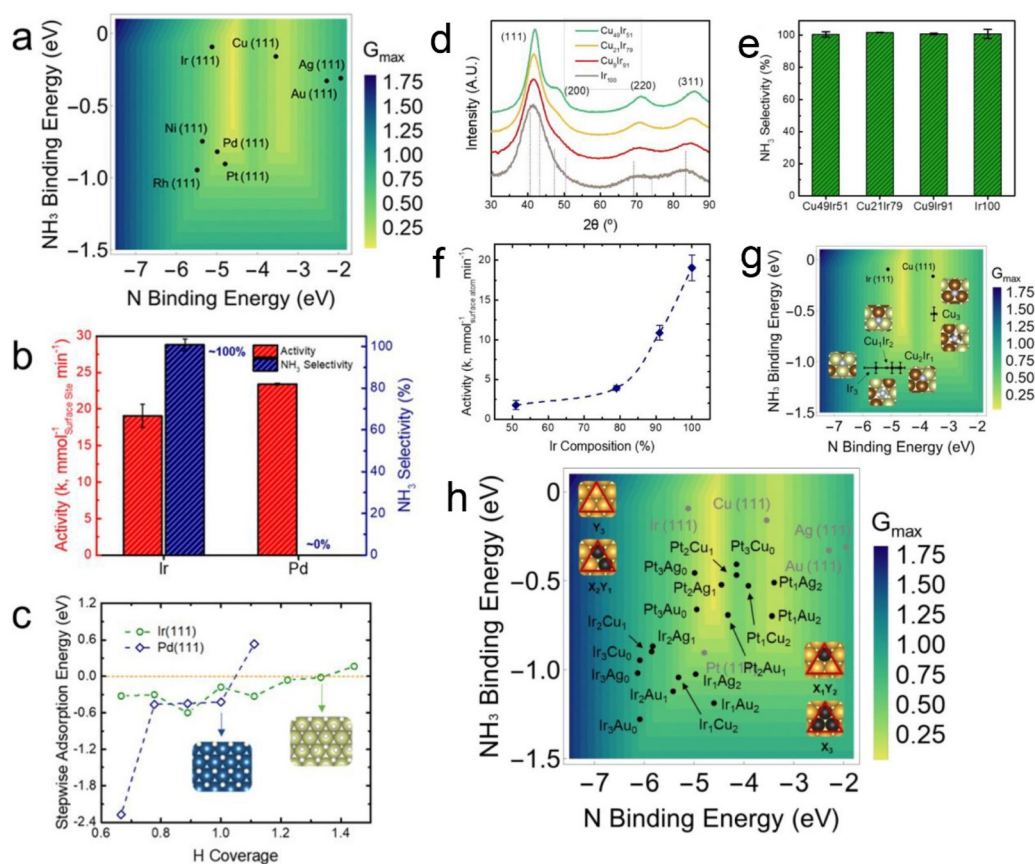 a
NH₃ Binding Energy (eV)
0
−0.5
−1.0
−1.5
Cu (111)
Ir (111)
Ag (111)
Au (111)
Ni (111)
Pd (111)
Pt (111)
Rh (111)
−7 −6 −5 −4 −3 −2
N Binding Energy (eV)
Gmax
1.75
1.50
1.25
1.00
0.75
0.50
0.25
d
Intensity (A.U.)
(111)
(200)
(220)
(311)
Cu₄₉Ir₅₁
Cu₂₁Ir₇₉
Cu₉Ir₉₁
Ir₁₀₀
30 40 50 60 70 80 90
2θ (º)
e
NH₃ Selectivity (%)
100
80
60
40
20
0
Cu49Ir51 Cu21Ir79 Cu9Ir91 Ir100
b
Activity (k, mmol⁻¹Surface Site min⁻¹)
30
25
20
15
10
5
0
Activity
NH₃ Selectivity
~100%
~0%
Ir Pd
100
80
60
40
20
0
NH₃ Selectivity (%)
f
Activity (k, mmol⁻¹surface atom min⁻¹)
20
15
10
5
0
50 60 70 80 90 100
Ir Composition (%)
g
NH₃ Binding Energy (eV)
0
−0.5
−1.0
−1.5
Ir (111)
Cu (111)
Cu₃
Cu₁Ir₂
Cu₂Ir₁
Ir₃
−7 −6 −5 −4 −3 −2
N Binding Energy (eV)
Gmax
1.75
1.50
1.25
1.00
0.75
0.50
0.25
c
Stepwise Adsorption Energy (eV)
1.2
0.6
0.0
-0.6
-1.2
-1.8
-2.4
Ir(111)
Pd(111)
0.6 0.8 1.0 1.2 1.4
H Coverage
h
NH₃ Binding Energy (eV)
0
−0.5
−1.0
−1.5
Y₃
X₂Y₁
Cu (111)
Ir (111)
Ag (111)
Au (111)
Pt₂Cu₁
Pt₃Cu₀
Pt₃Ag₀
Pt₂Ag₁
Pt₁Ag₂
Pt₃Au₀
Pt₁Au₂
Pt₁Cu₂
Ir₂Cu₁
Ir₂Ag₁
Pt₂Au₁
Ir₃Cu₀
Pt (11
Ir₃Ag₀
Ir₁Ag₂
Ir₂Au₁
Ir₁Au₂
Ir₃Au₀
Ir₁Cu₂
X₁Y₂
X₃
−7 −6 −5 −4 −3 −2
N Binding Energy (eV)
Gmax
1.75
1.50
1.25
1.00
0.75
0.50
0.25